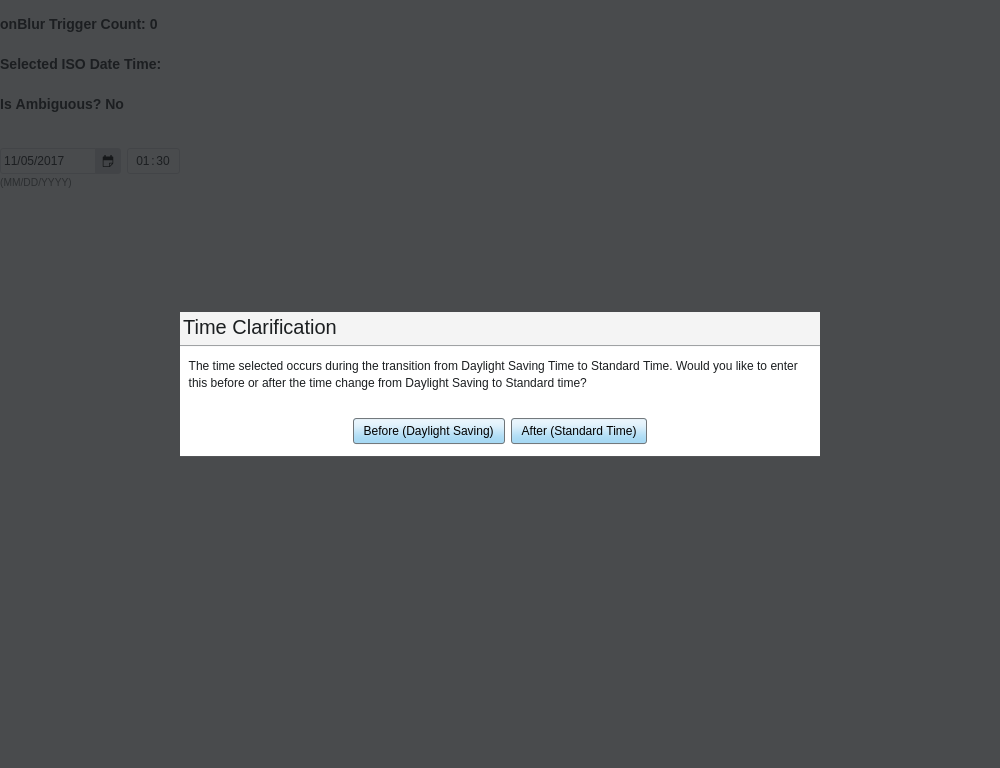 onBlur Trigger Count: 0
Selected ISO Date Time:
Is Ambiguous? No
11/05/2017 01:30
(MM/DD/YYYY)
Time Clarification
The time selected occurs during the transition from Daylight Saving Time to Standard Time. Would you like to enter
this before or after the time change from Daylight Saving to Standard time?
Before (Daylight Saving) After (Standard Time)